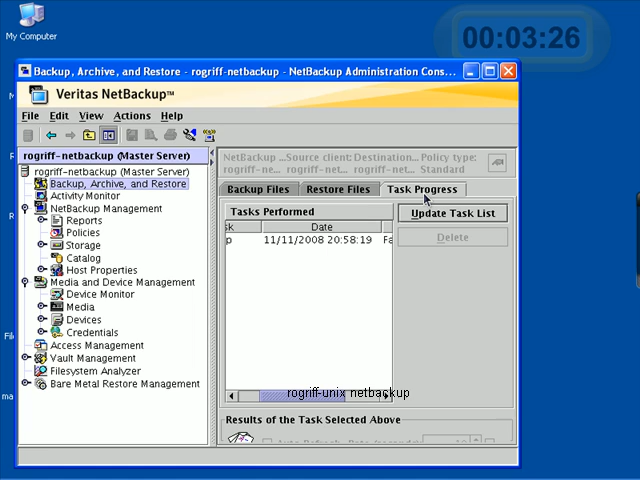 My Computer
00:03:26
Backup, Archive, and Restore - rogriff-netbackup - NetBackup Administration Cons...
Veritas NetBackup™
File Edit View Actions Help
rogriff-netbackup (Master Server)
rogriff-netbackup (Master Server)
Backup, Archive, and Restore
Activity Monitor
NetBackup Management
Reports
Policies
Storage
Catalog
Host Properties
Media and Device Management
Device Monitor
Media
Devices
Credentials
Access Management
Vault Management
Filesystem Analyzer
Bare Metal Restore Management
NetBackup ...Source client: Destination... Policy type:
rogriff-ne... rogriff-ne... rogriff-ne... Standard
Backup Files Restore Files Task Progress
Tasks Performed
Update Task List
Delete
sk Date
p 11/11/2008 20:58:19 Fa
rogriff-unix netbackup
Results of the Task Selected Above